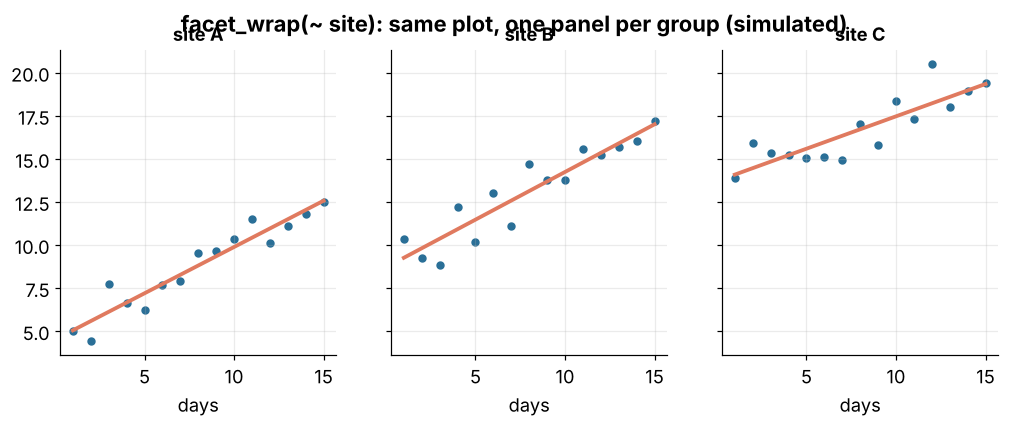 facet_wrap(~ site): same plot, one panel per group (simulated)
site A site B site C
20.0
17.5
15.0
12.5
10.0
7.5
5.0
5 10 15 5 10 15 5 10 15
days days days